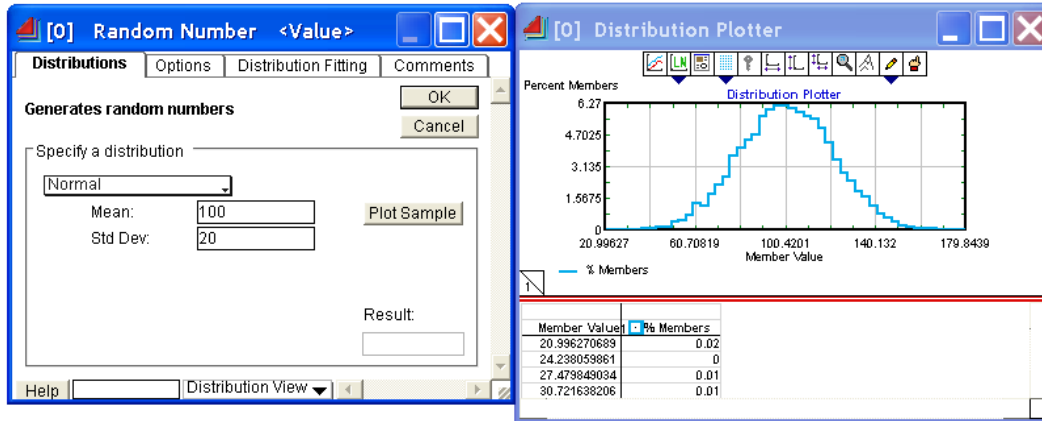 [0] Random Number <Value>
Distributions Options Distribution Fitting Comments
Generates random numbers
OK
Cancel
Specify a distribution
Normal
Mean: 100
Plot Sample
Std Dev: 20
Result:
Help
Distribution View
[0] Distribution Plotter
LN
Percent Members
Distribution Plotter
6.27
4.7025
3.135
1.5675
0
20.99627 60.70819 100.4201 140.132 179.8439
Member Value
% Members
1
Member Value % Members
20.996270689 0.02
24.238059861 0
27.479849034 0.01
30.721638206 0.01